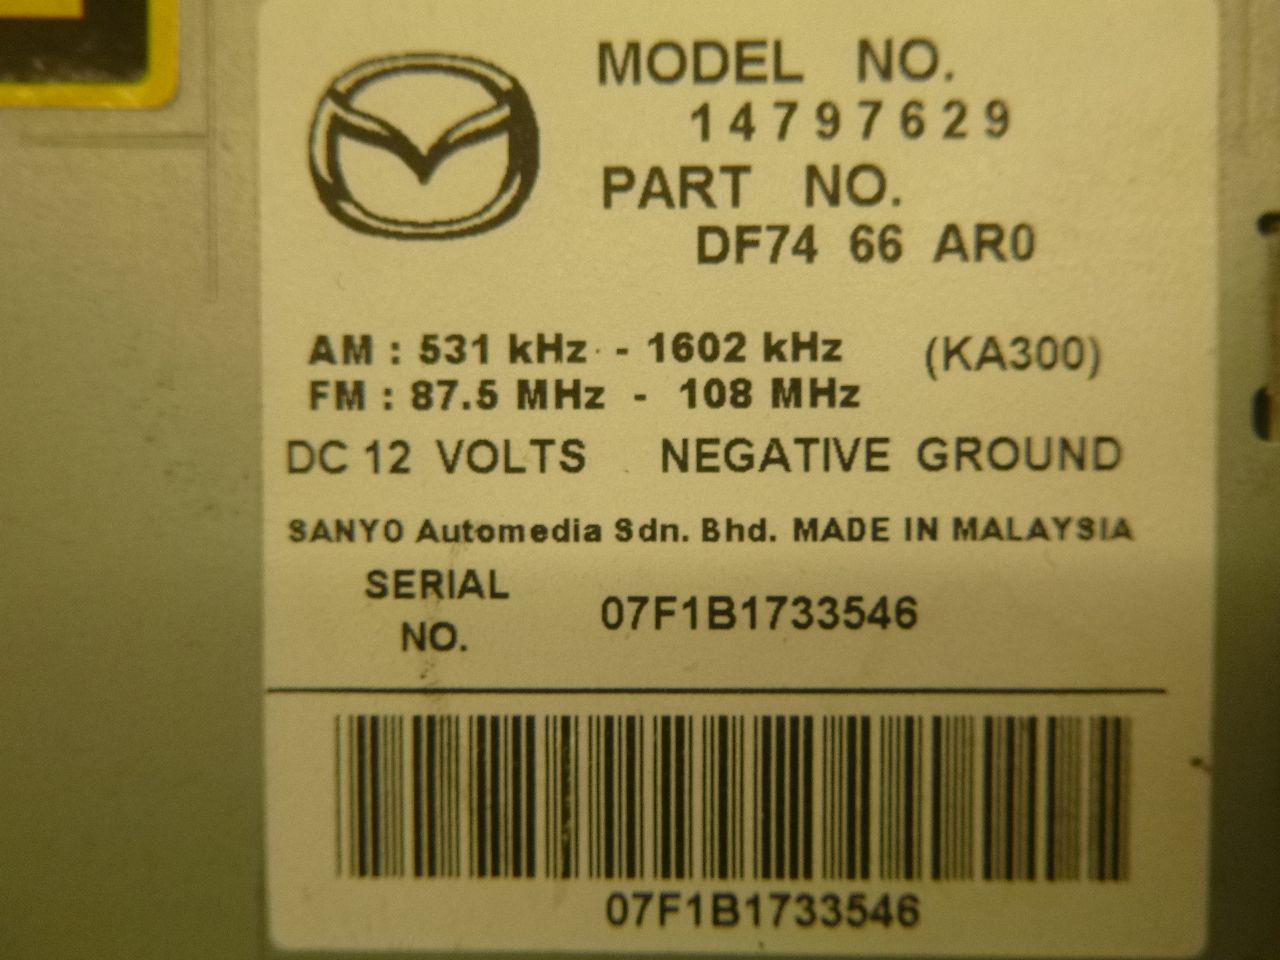 MODEL NO.
14797629
PART NO.
DF74 66 AR0
AM : 531 kHz - 1602 kHz (KA300)
FM : 87.5 MHz - 108 MHz
DC 12 VOLTS NEGATIVE GROUND
SANYO Automedia Sdn. Bhd. MADE IN MALAYSIA
SERIAL NO. 07F1B1733546
07F1B1733546